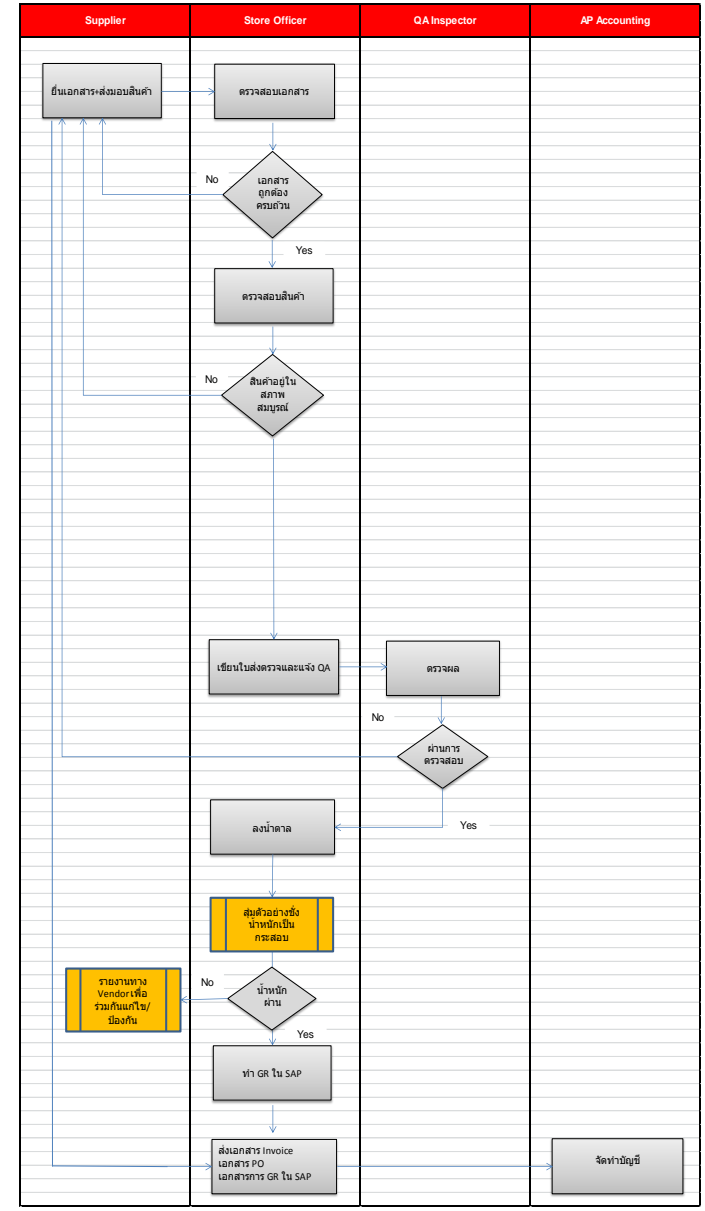 Supplier
Store Officer
QA Inspector
AP Accounting
ยื่นเอกสาร+ส่งมอบสินค้า
ตรวจสอบเอกสาร
No
เอกสาร
ถูกต้อง
ครบถ้วน
Yes
ตรวจสอบสินค้า
No
สินค้าอยู่ใน
สภาพ
สมบูรณ์
เขียนใบส่งตรวจและแจ้ง QA
ตรวจผล
No
ผ่านการ
ตรวจสอบ
ลงน้ำตาล
Yes
สุ่มตัวอย่างชั่ง
น้ำหนักเป็น
กระสอบ
รายงานทาง
Vendorเพื่อ
ร่วมกันแก้ไข/
ป้องกัน
No
น้ำหนัก
ผ่าน
Yes
ทำ GR ใน SAP
ส่งเอกสาร Invoice
เอกสาร PO
เอกสารการ GR ใน SAP
จัดทำบัญชี